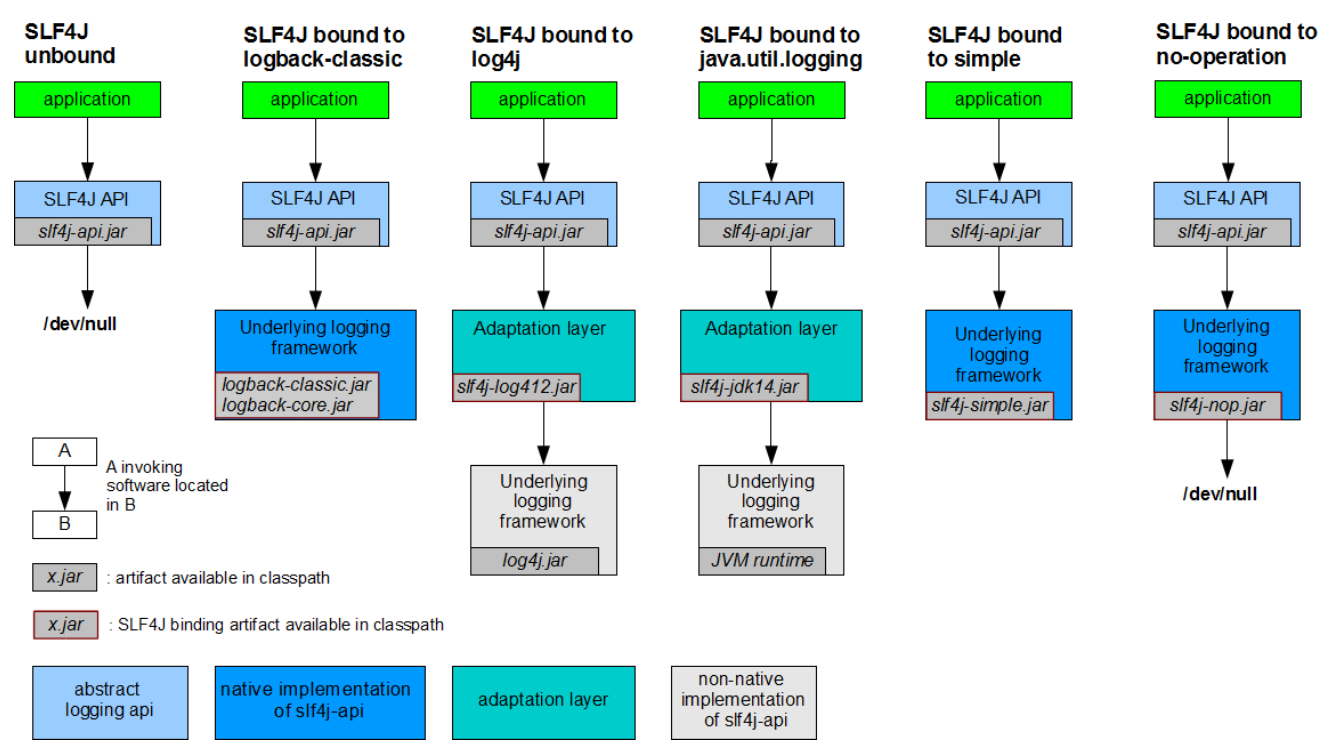 SLF4J
unbound
application
SLF4J API
slf4j-api.jar
/dev/null
SLF4J bound to
logback-classic
application
SLF4J API
slf4j-api.jar
Underlying logging
framework
logback-classic.jar
logback-core.jar
SLF4J bound to
log4j
application
SLF4J API
slf4j-api.jar
Adaptation layer
slf4j-log412.jar
Underlying
logging
framework
log4j.jar
SLF4J bound to
java.util.logging
application
SLF4J API
slf4j-api.jar
Adaptation layer
slf4j-jdk14.jar
Underlying
logging
framework
JVM runtime
SLF4J bound
to simple
application
SLF4J API
slf4j-api.jar
Underlying
logging
framework
slf4j-simple.jar
SLF4J bound to
no-operation
application
SLF4J API
slf4j-api.jar
Underlying
logging
framework
slf4j-nop.jar
/dev/null
A
B
A invoking
software located
in B
x.jar
: artifact available in classpath
x.jar
: SLF4J binding artifact available in classpath
abstract
logging api
native implementation
of slf4j-api
adaptation layer
non-native
implementation
of slf4j-api